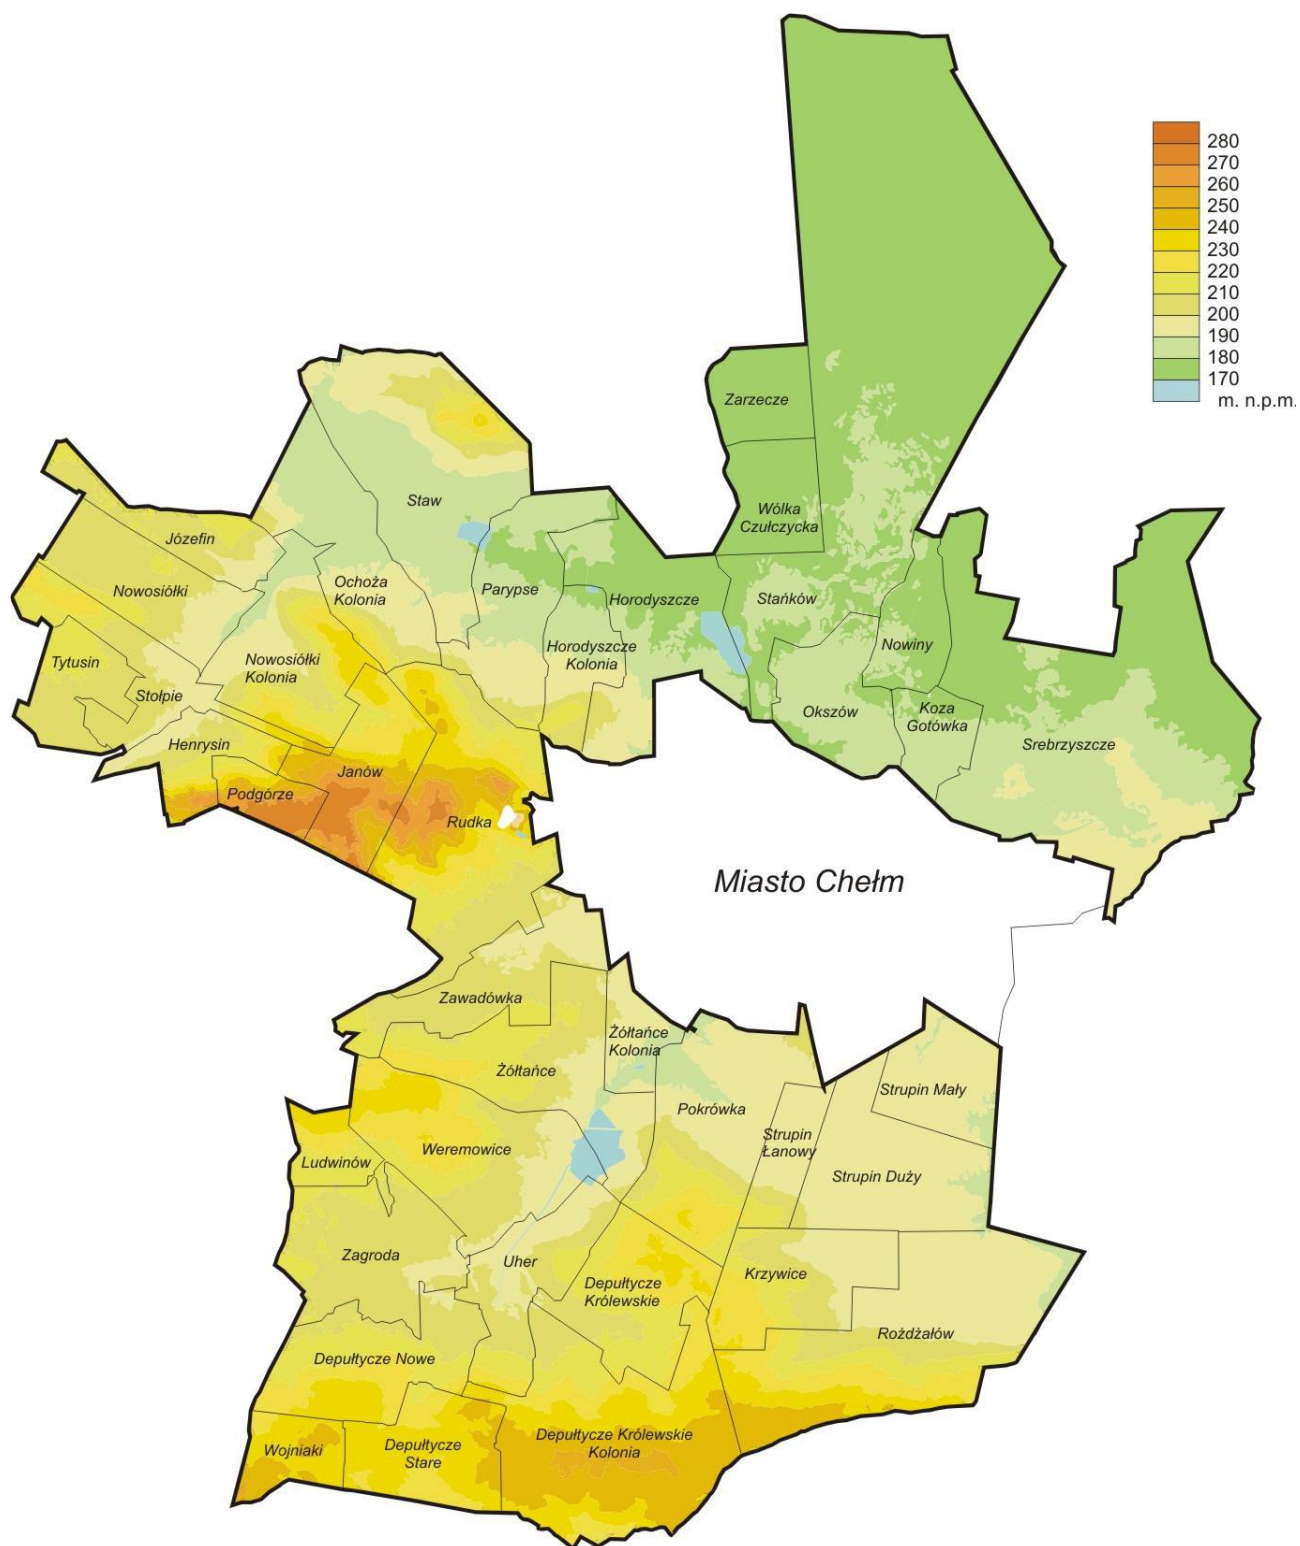 280
270
260
250
240
230
220
210
200
190
180
170
m. n.p.m.
Zarzecze
Staw
Wólka
Czułczycka
Józefin
Nowosiółki
Ochoża
Kolonia
Parypse
Horodyszcze
Stańków
Nowiny
Horodyszcze
Kolonia
Tytusin
Nowosiółki
Kolonia
Stołpie
Okszów
Koza
Gotówka
Srebrzyszcze
Henrysin
Janów
Podgórze
Rudka
Miasto Chełm
Zawadówka
Żółtańce
Kolonia
Żółtańce
Strupin Mały
Pokrówka
Strupin
Łanowy
Weremowice
Ludwinów
Strupin Duży
Zagroda
Uher
Depułtycze
Królewskie
Krzywice
Rożdżałów
Depułtycze Nowe
Wojniaki
Depułtycze
Stare
Depułtycze Królewskie
Kolonia